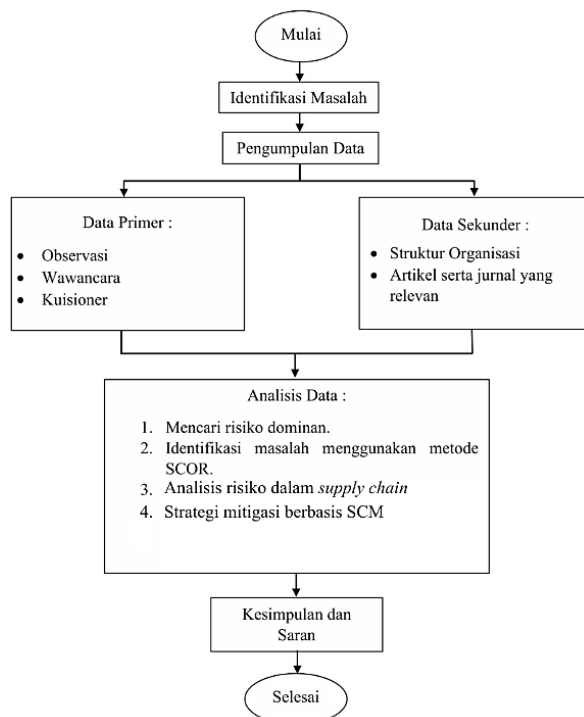 Mulai
Identifikasi Masalah
Pengumpulan Data
Data Primer :
• Observasi
• Wawancara
• Kuisioner
Data Sekunder :
• Struktur Organisasi
• Artikel serta jurnal yang
relevan
Analisis Data :
1. Mencari risiko dominan.
2. Identifikasi masalah menggunakan metode
SCOR.
3. Analisis risiko dalam supply chain
4. Strategi mitigasi berbasis SCM
Kesimpulan dan
Saran
Selesai